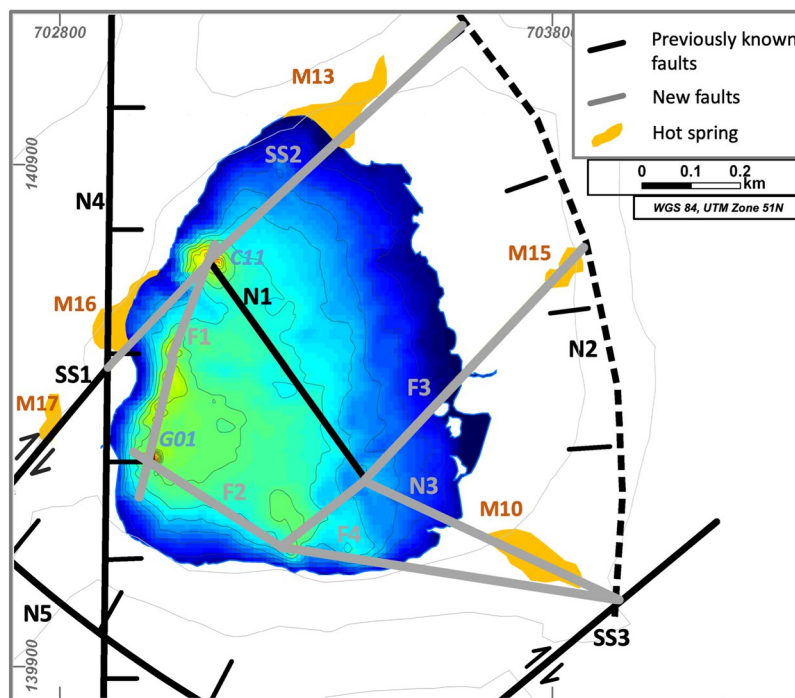 702800
703800
Previously known
faults
New faults
Hot spring
0 0.1 0.2
km
WGS 84, UTM Zone 51N
M13
140900
SS2
N4
C11
M15
N1
M16
F1
N2
SS1
F3
M17
G01
N3
F2
M10
F4
N5
SS3
139900